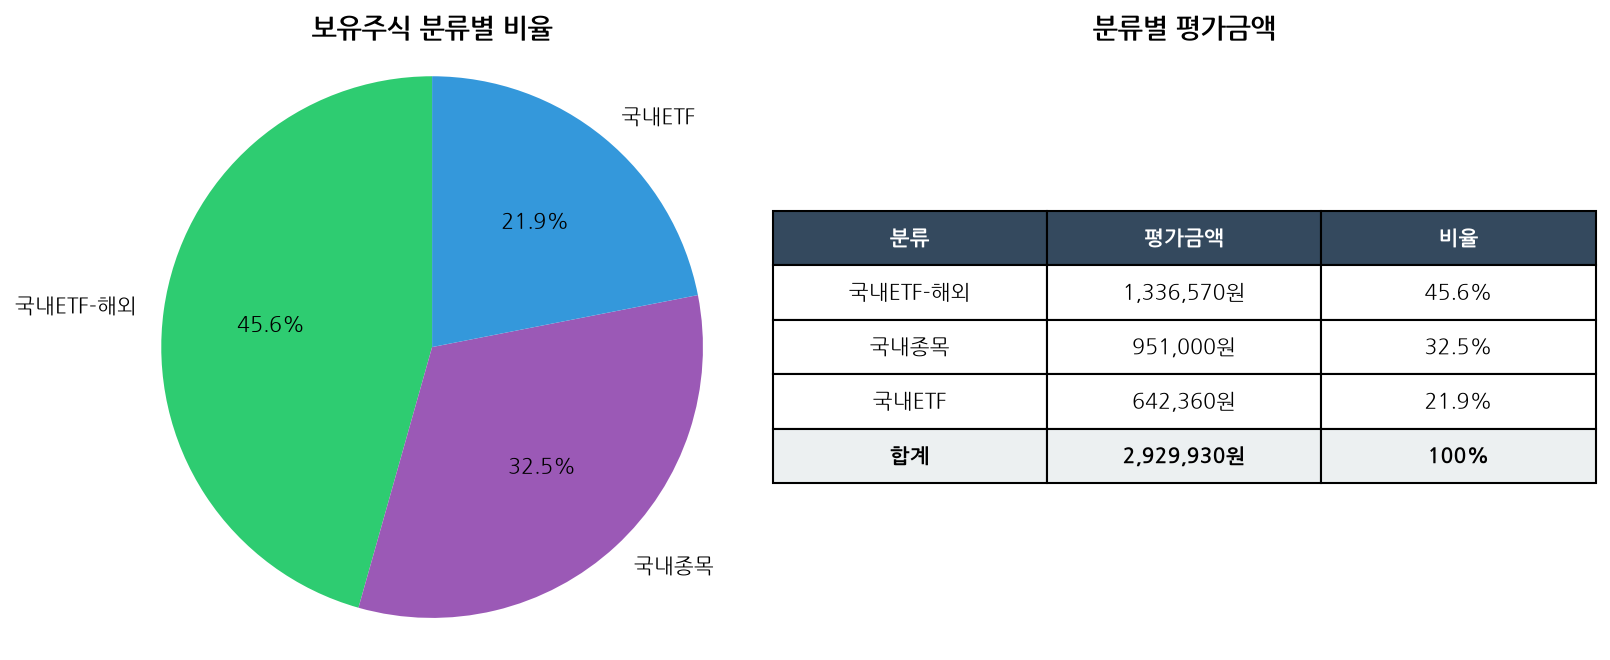 보유주식 분류별 비율
국내ETF
21.9%
국내ETF-해외
45.6%
32.5%
국내종목
분류별 평가금액
분류 평가금액 비율
국내ETF-해외 1,336,570원 45.6%
국내종목 951,000원 32.5%
국내ETF 642,360원 21.9%
합계 2,929,930원 100%